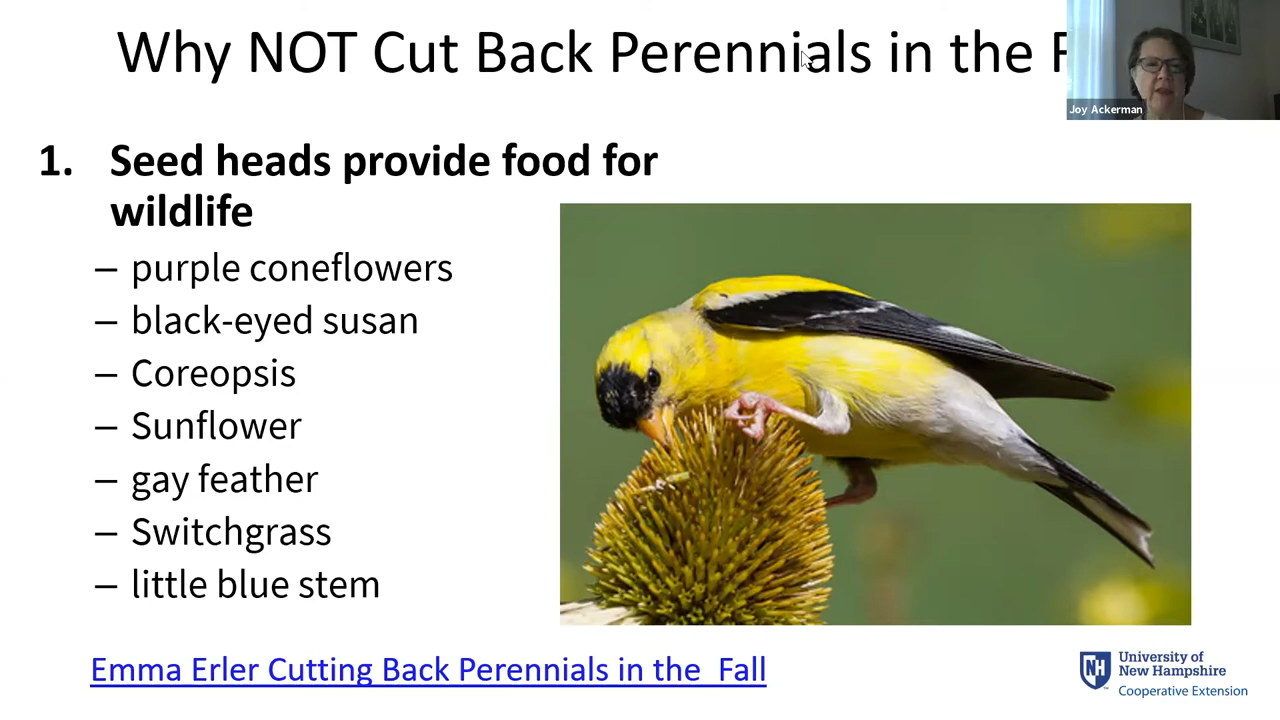 Why NOT Cut Back Perennials in the F
Joy Ackerman
1. Seed heads provide food for
wildlife
– purple coneflowers
– black-eyed susan
– Coreopsis
– Sunflower
– gay feather
– Switchgrass
– little blue stem
Emma Erler Cutting Back Perennials in the Fall
NH
University of
New Hampshire
Cooperative Extension